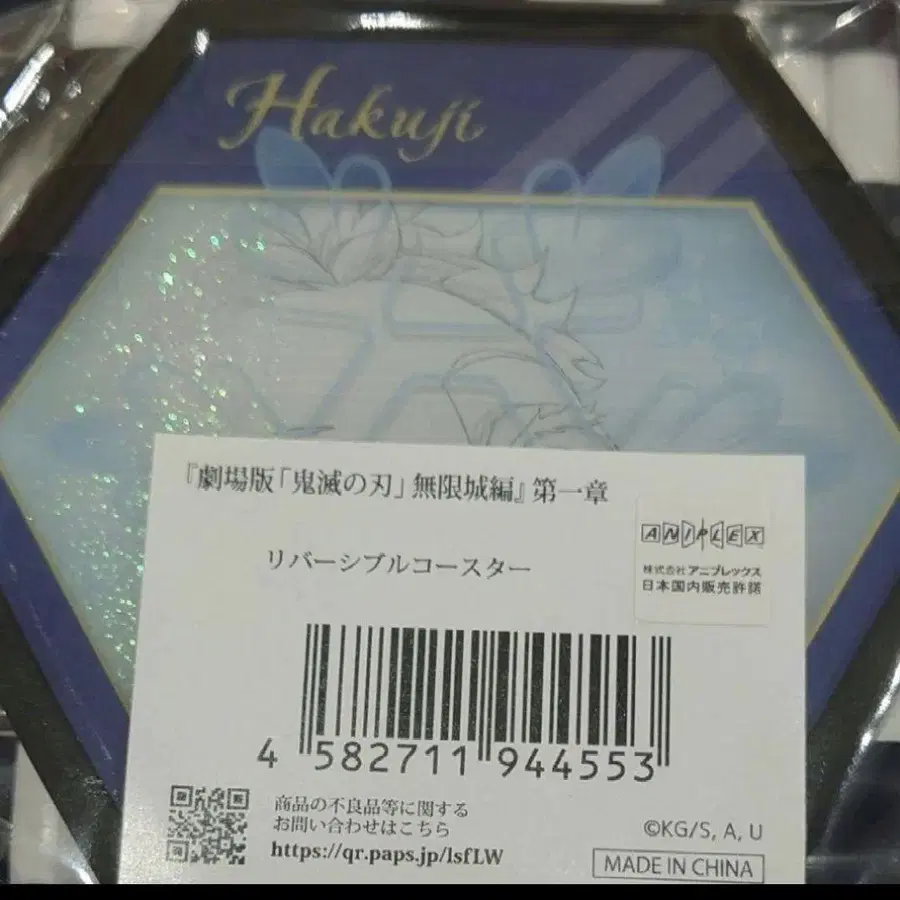 Hakuji
『劇場版「鬼滅の刃」無限城編』第一章
リバーシブルコースター
ANIPLEX
株式会社アニプレックス
日本国内販売許諾
4 582711 944553
商品の不良品等に関する
お問い合わせはこちら
https://qr.paps.jp/lsfLW
©KG/S, A, U
MADE IN CHINA